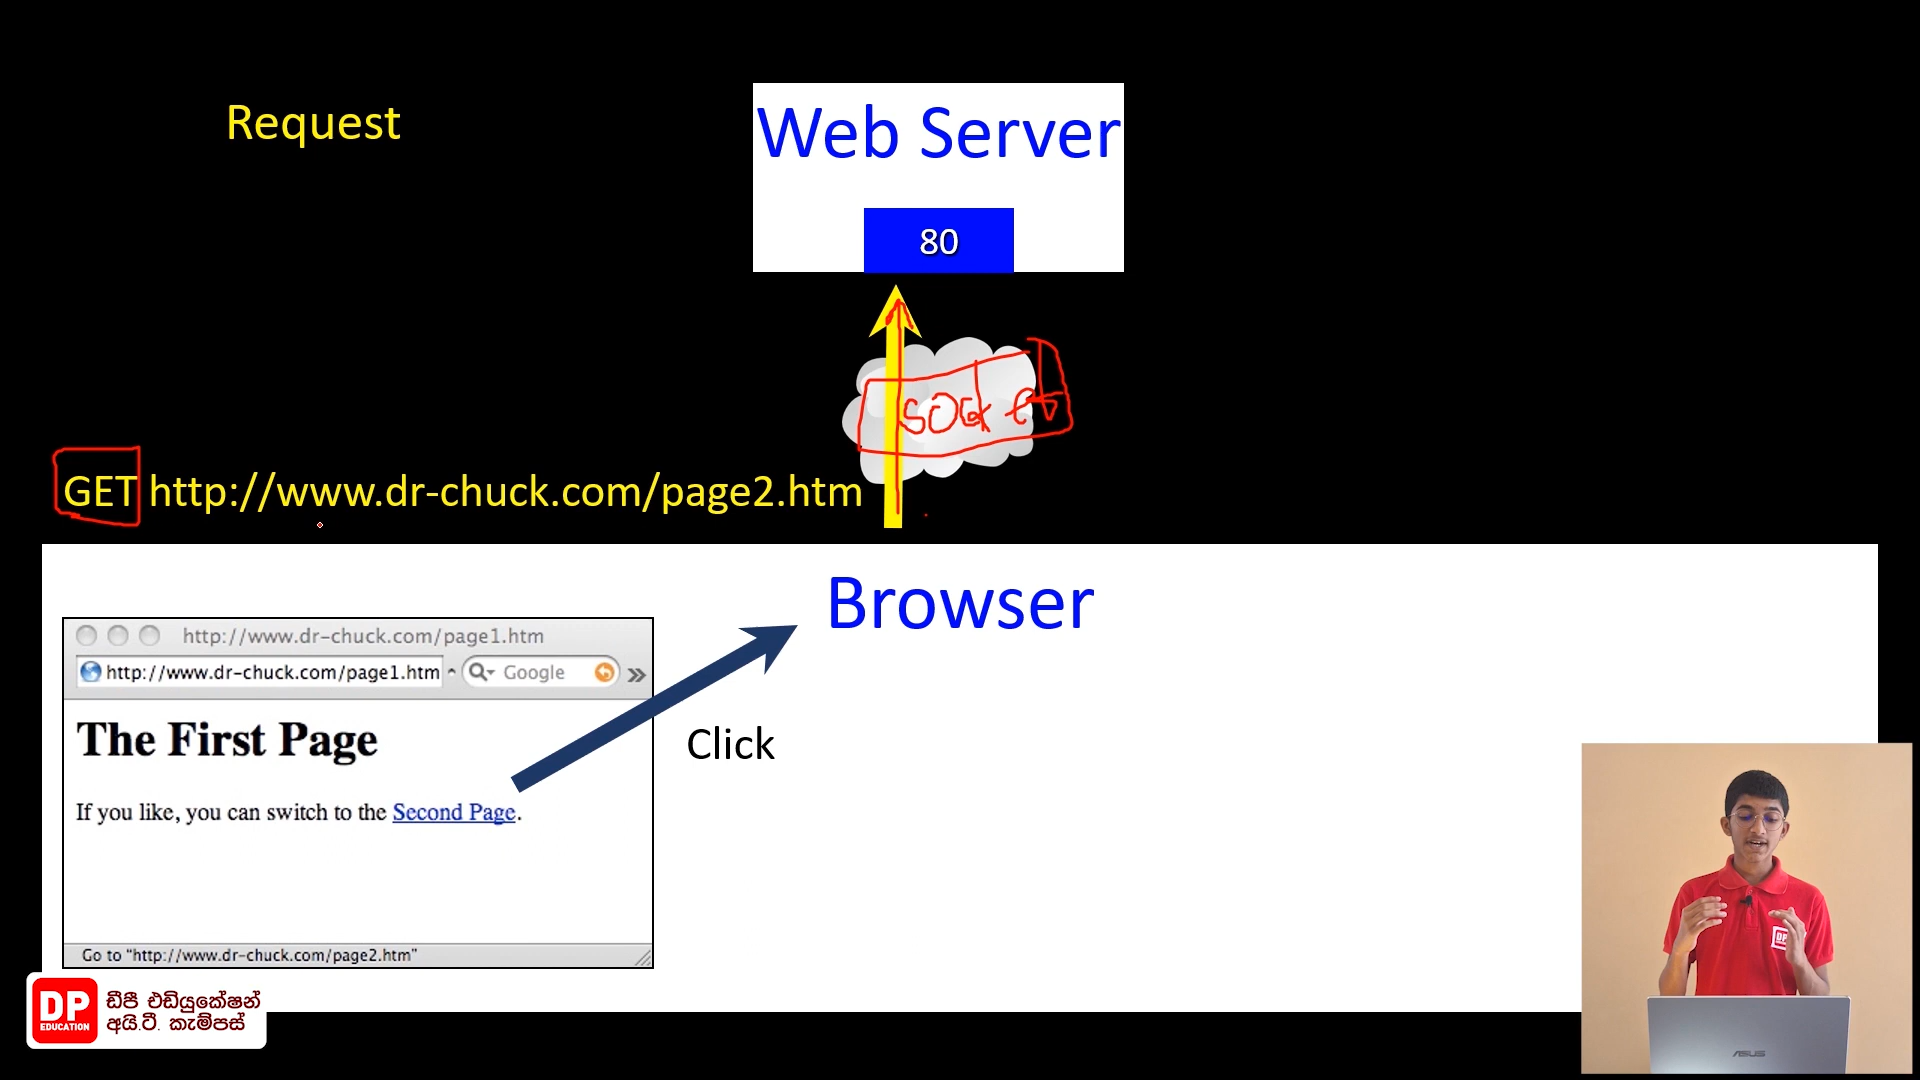 Request
Web Server
80
socket
GET http://www.dr-chuck.com/page2.htm
Browser
http://www.dr-chuck.com/page1.htm
http://www.dr-chuck.com/page1.htm
Google
The First Page
Click
If you like, you can switch to the Second Page.
Go to "http://www.dr-chuck.com/page2.htm"
DP
EDUCATION
ඩීපී එඩියුකේෂන්
අයි.ටී. කැම්පස්
DP
ASUS